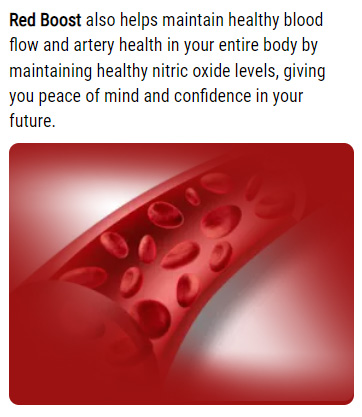 Red Boost also helps maintain healthy blood
flow and artery health in your entire body by
maintaining healthy nitric oxide levels, giving
you peace of mind and confidence in your
future.